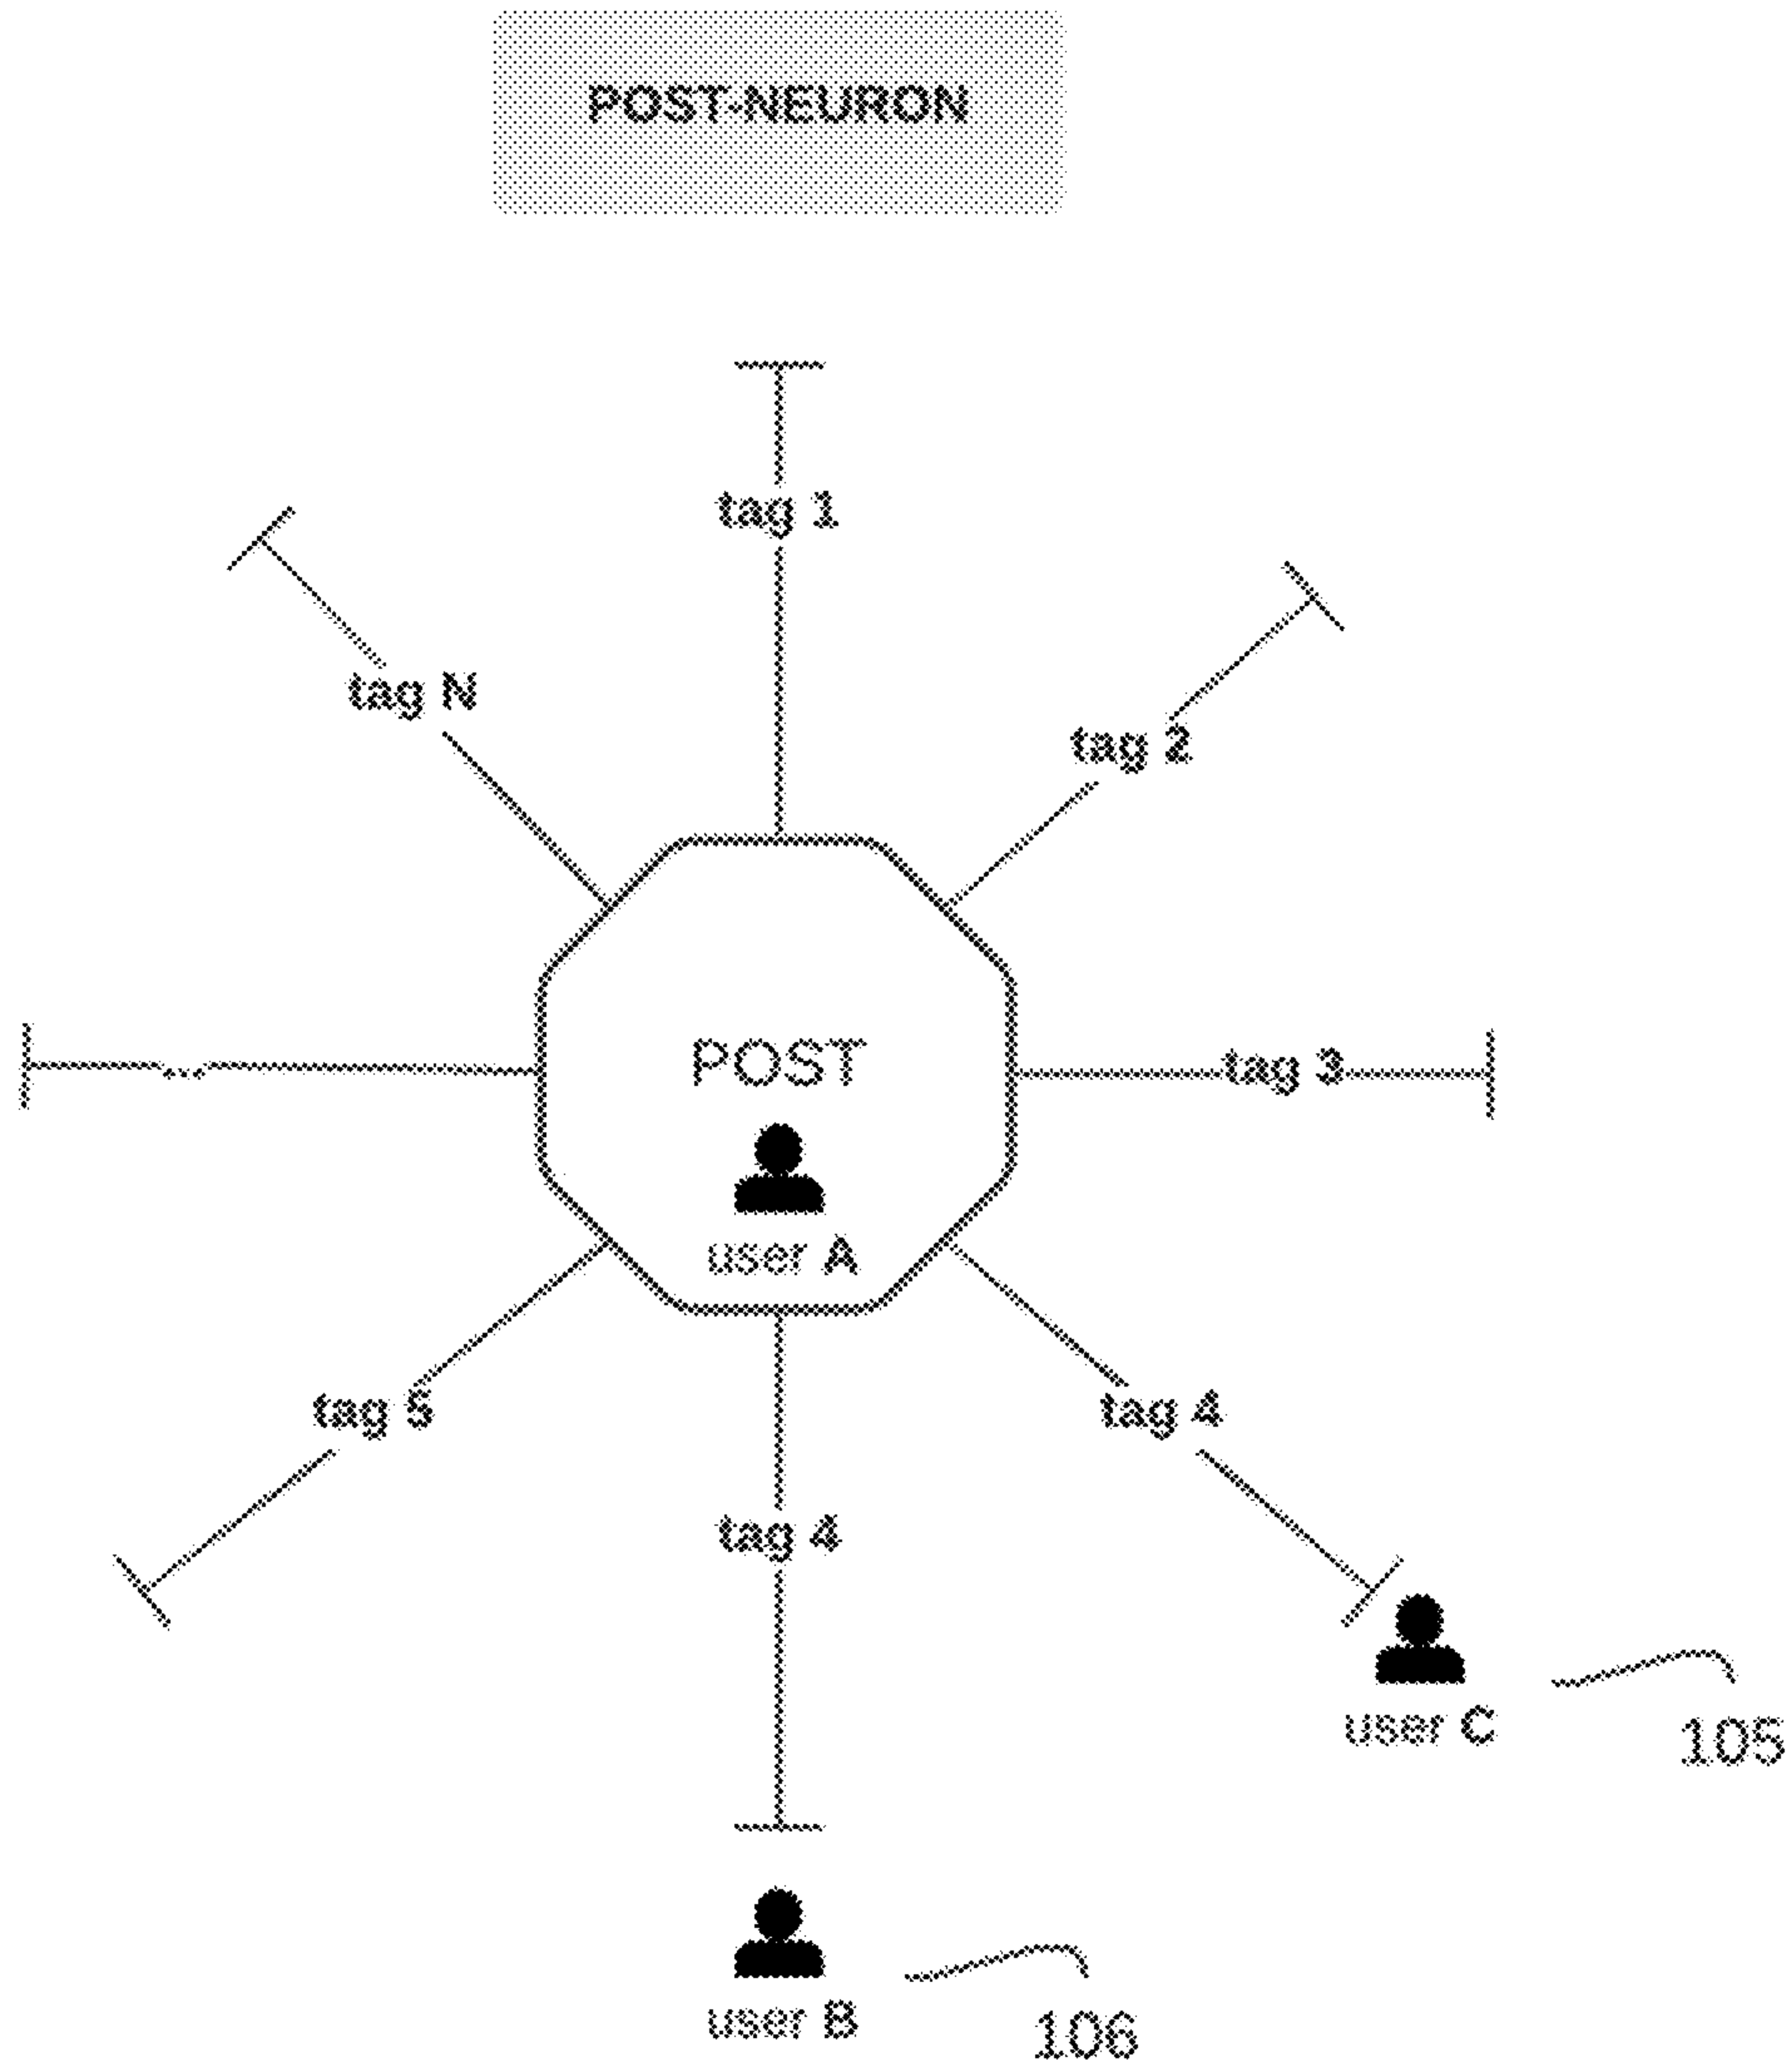 POST-NEURON
tag 1
tag N
tag 2
POST
tag 3
...
user A
tag 5
tag 4
tag 4
user C
105
user B
106